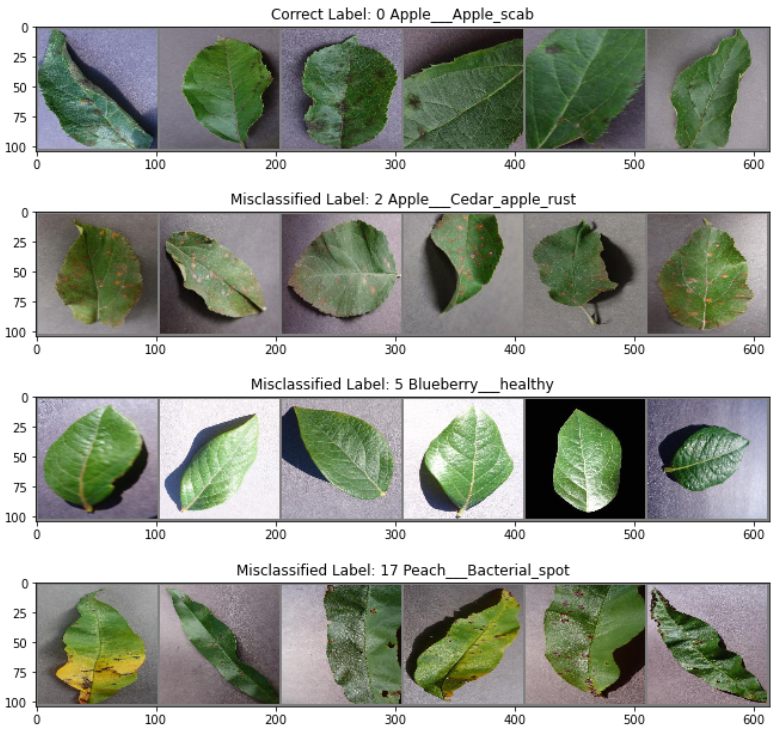 Correct Label: 0 Apple___Apple_scab
0
25
50
75
100
0 100 200 300 400 500 600
Misclassified Label: 2 Apple___Cedar_apple_rust
0
25
50
75
100
0 100 200 300 400 500 600
Misclassified Label: 5 Blueberry___healthy
0
25
50
75
100
0 100 200 300 400 500 600
Misclassified Label: 17 Peach___Bacterial_spot
0
25
50
75
100
0 100 200 300 400 500 600